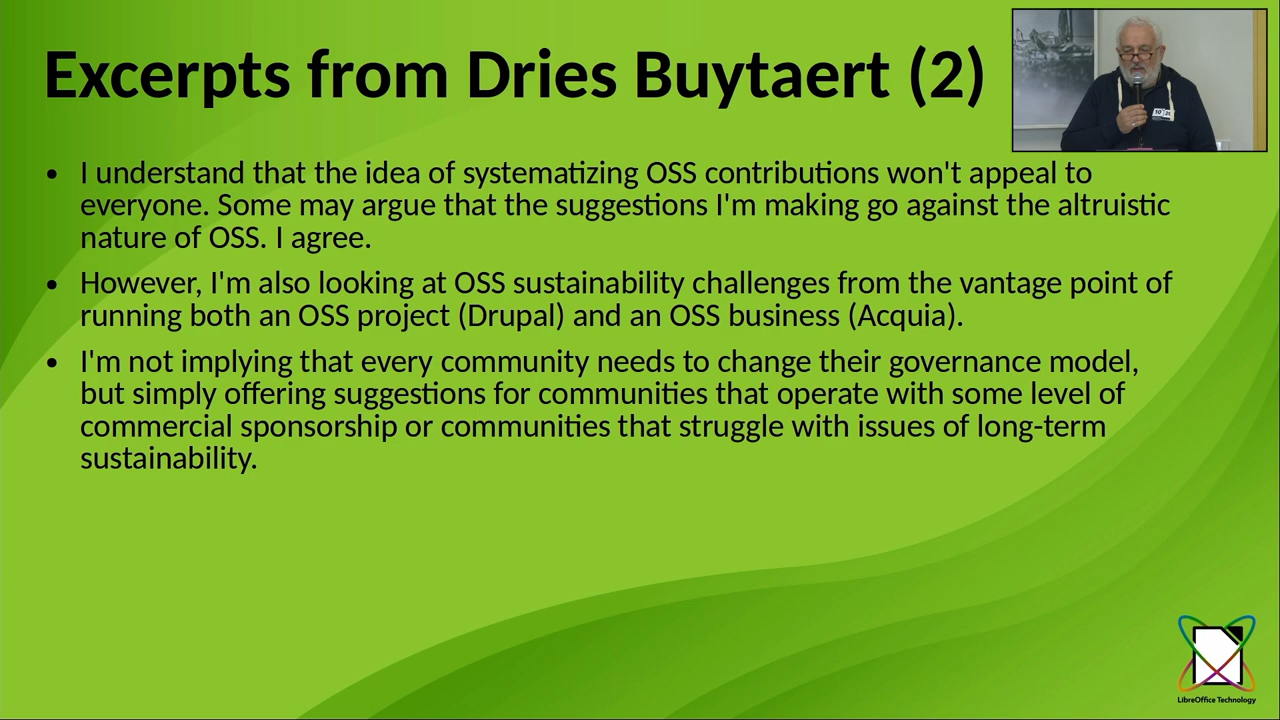 Excerpts from Dries Buytaert (2)
• I understand that the idea of systematizing OSS contributions won't appeal to
everyone. Some may argue that the suggestions I'm making go against the altruistic
nature of OSS. I agree.
• However, I'm also looking at OSS sustainability challenges from the vantage point of
running both an OSS project (Drupal) and an OSS business (Acquia).
• I'm not implying that every community needs to change their governance model,
but simply offering suggestions for communities that operate with some level of
commercial sponsorship or communities that struggle with issues of long-term
sustainability.
LibreOffice Technology